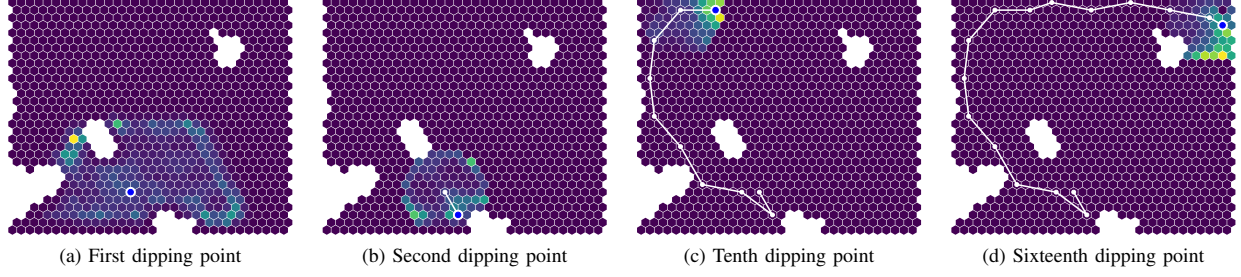 (a) First dipping point
(b) Second dipping point
(c) Tenth dipping point
(d) Sixteenth dipping point